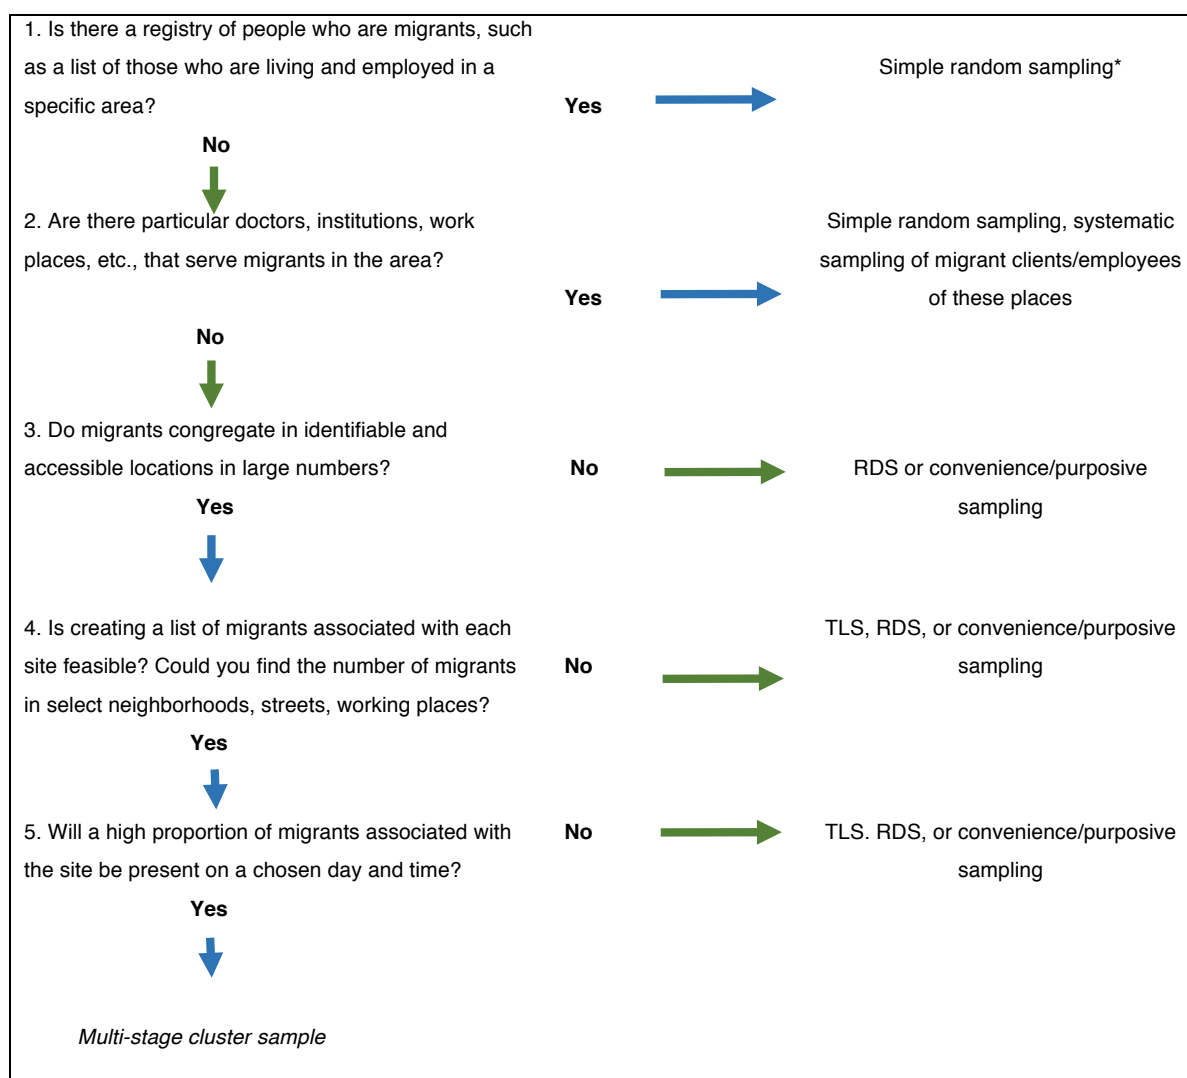 1. Is there a registry of people who are migrants, such
as a list of those who are living and employed in a
specific area?
Yes
Simple random sampling*
No
2. Are there particular doctors, institutions, work
places, etc., that serve migrants in the area?
Yes
Simple random sampling, systematic
sampling of migrant clients/employees
of these places
No
3. Do migrants congregate in identifiable and
accessible locations in large numbers?
No
RDS or convenience/purposive
sampling
Yes
4. Is creating a list of migrants associated with each
site feasible? Could you find the number of migrants
in select neighborhoods, streets, working places?
No
TLS, RDS, or convenience/purposive
sampling
Yes
5. Will a high proportion of migrants associated with
the site be present on a chosen day and time?
No
TLS. RDS, or convenience/purposive
sampling
Yes
Multi-stage cluster sample